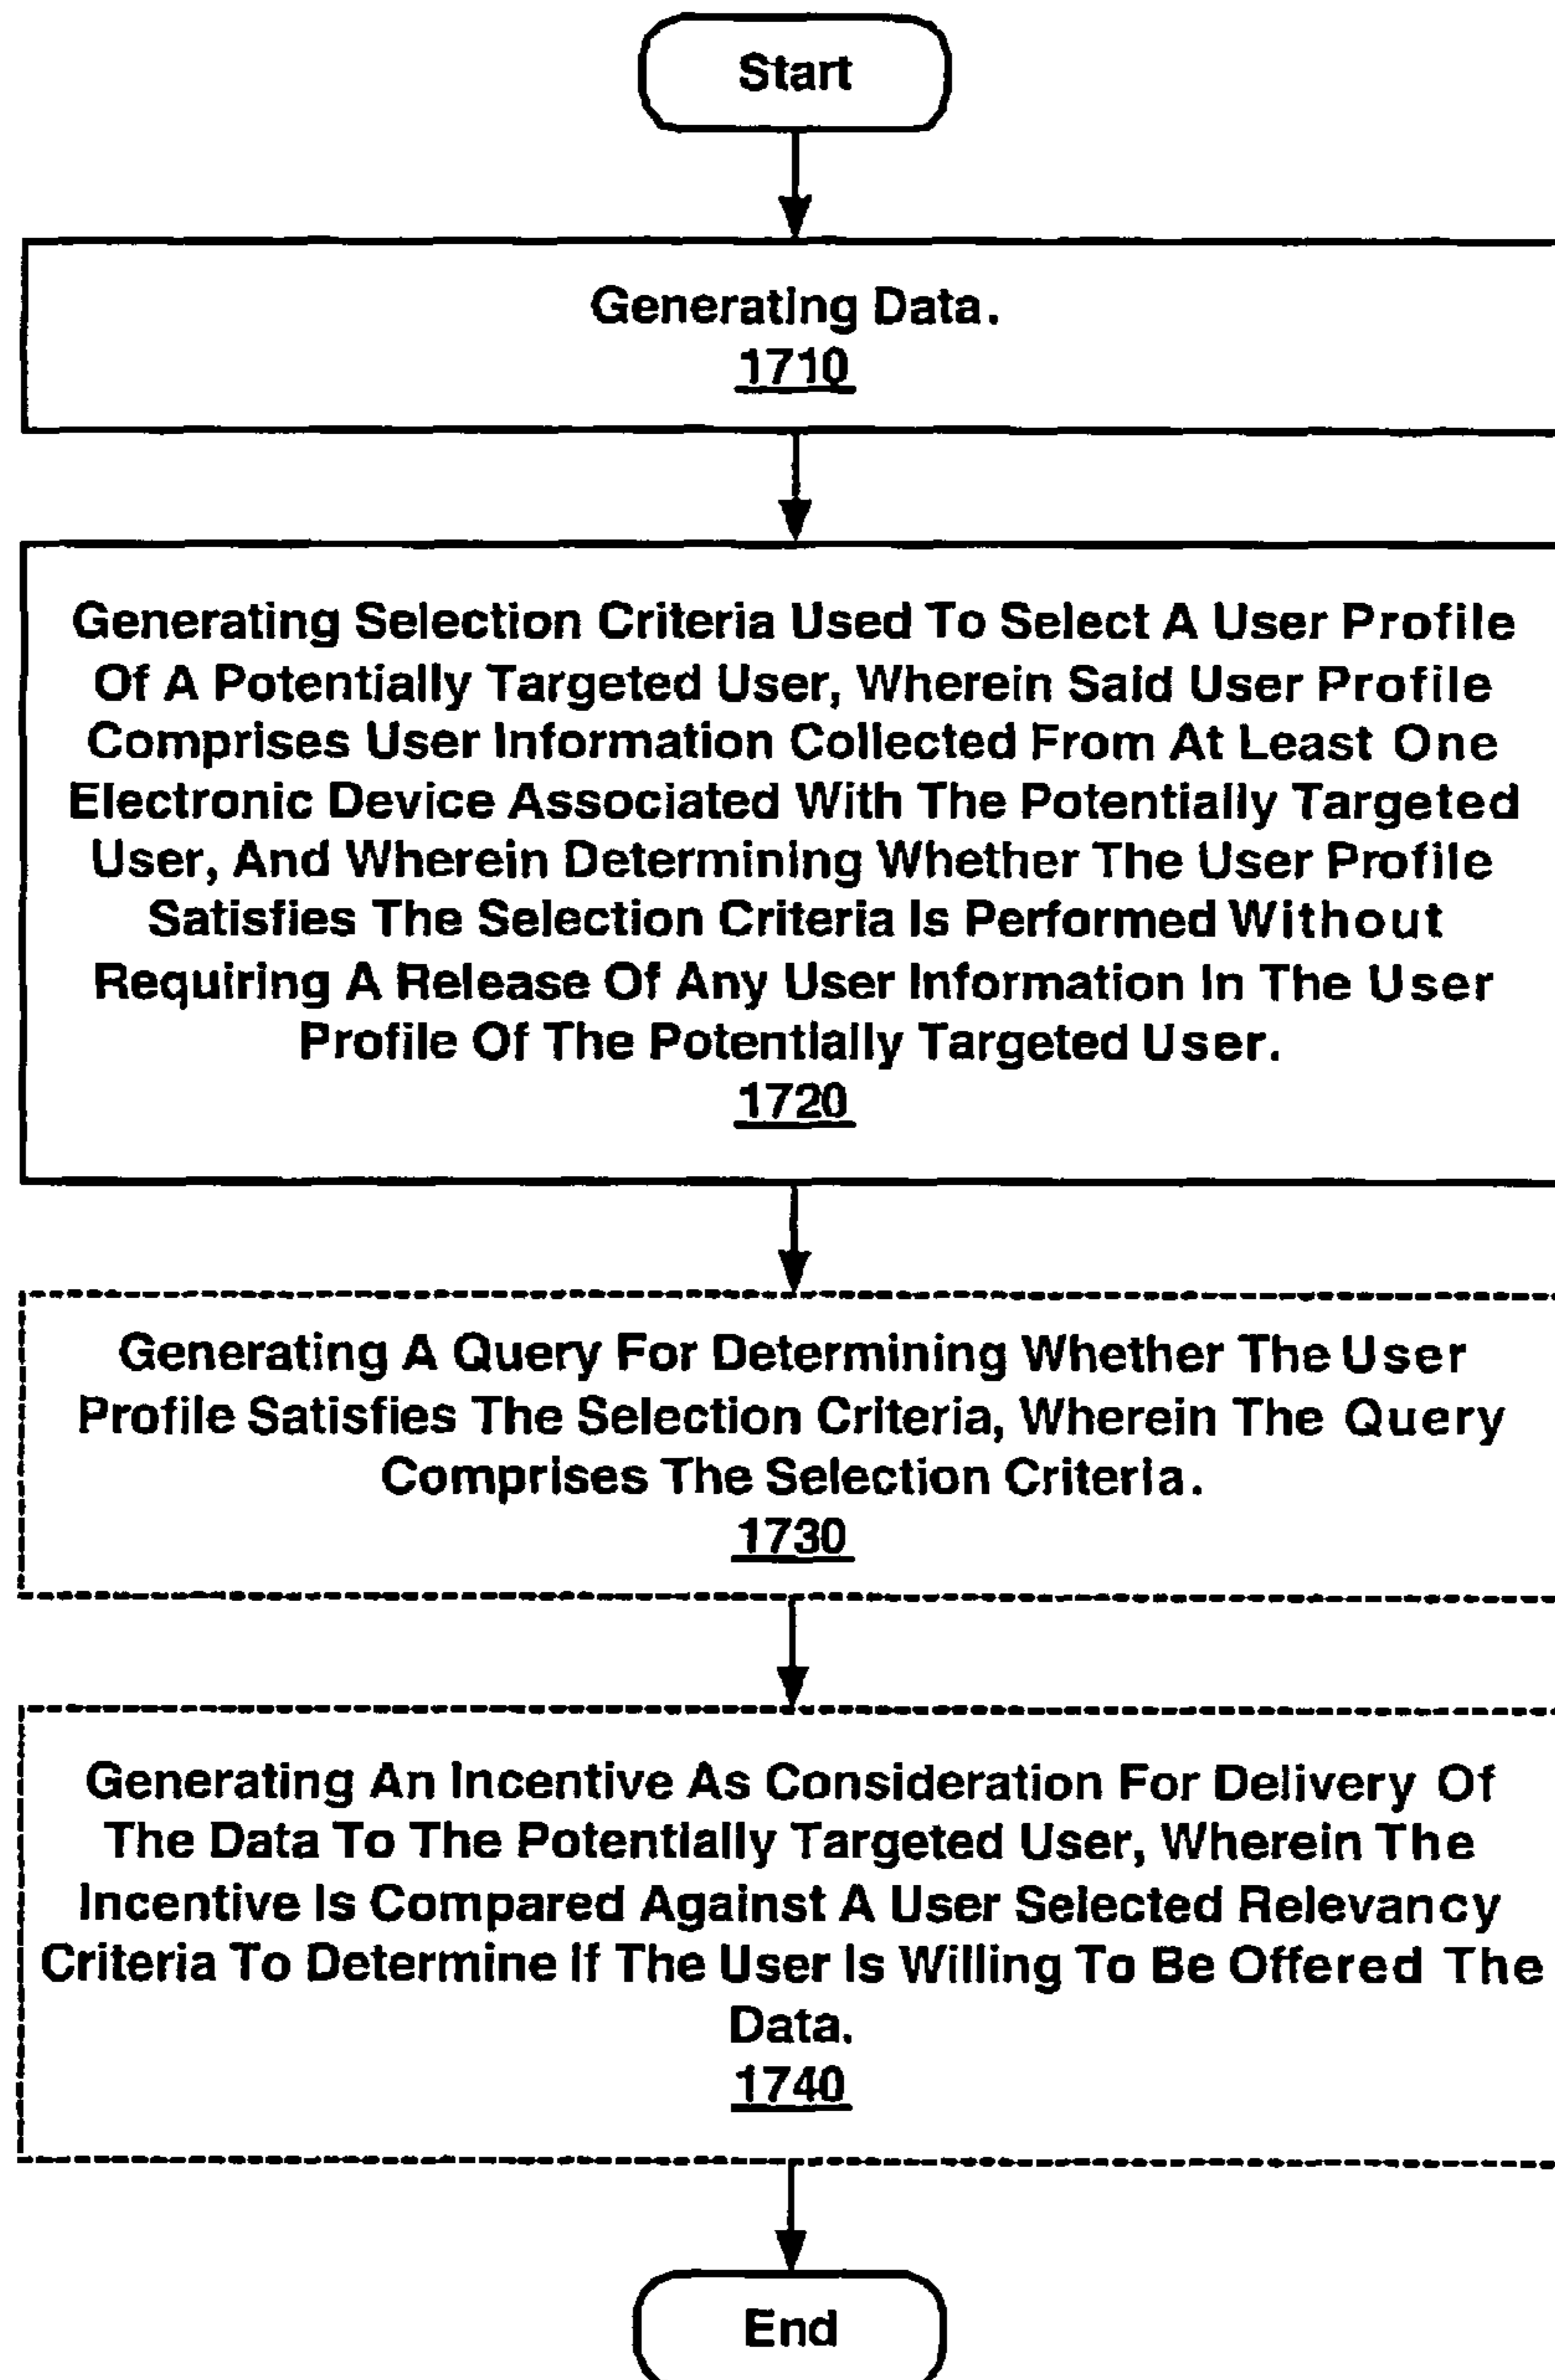 Start
Generating Data.
1710
Generating Selection Criteria Used To Select A User Profile
Of A Potentially Targeted User, Wherein Said User Profile
Comprises User Information Collected From At Least One
Electronic Device Associated With The Potentially Targeted
User, And Wherein Determining Whether The User Profile
Satisfies The Selection Criteria Is Performed Without
Requiring A Release Of Any User Information In The User
Profile Of The Potentially Targeted User.
1720
Generating A Query For Determining Whether The User
Profile Satisfies The Selection Criteria, Wherein The Query
Comprises The Selection Criteria.
1730
Generating An Incentive As Consideration For Delivery Of
The Data To The Potentially Targeted User, Wherein The
Incentive Is Compared Against A User Selected Relevancy
Criteria To Determine If The User Is Willing To Be Offered The
Data.
1740
End